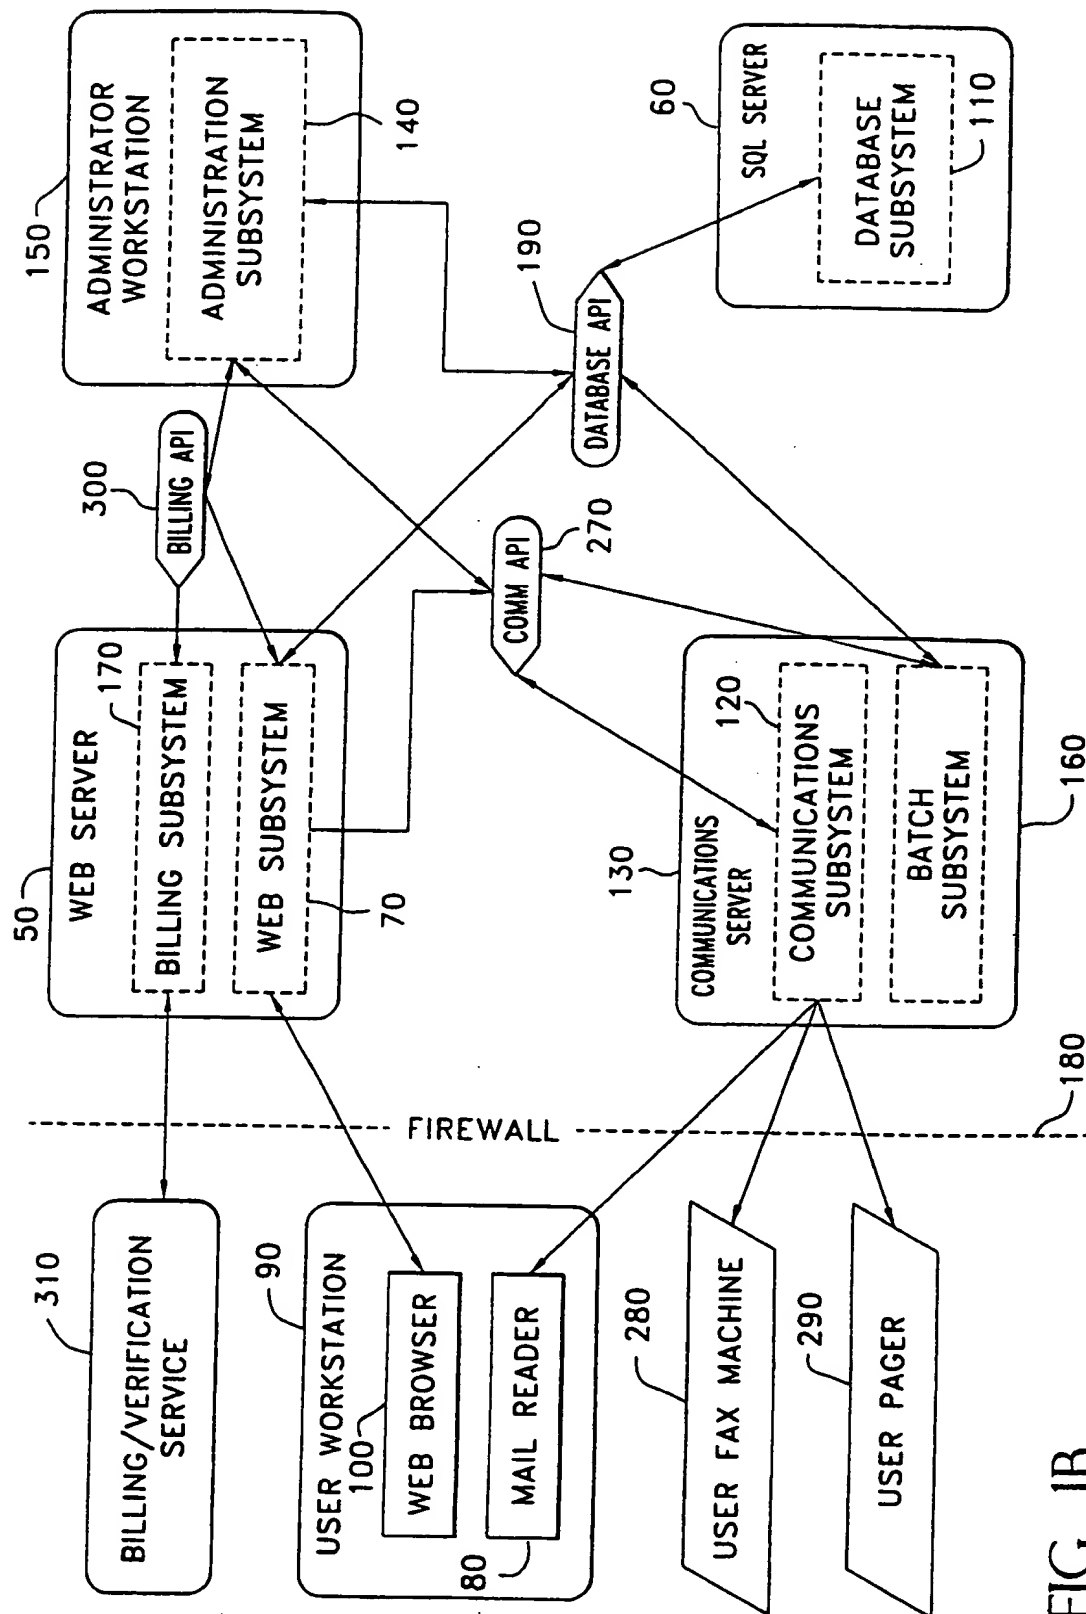 310
BILLING/VERIFICATION
SERVICE
90
USER WORKSTATION
100
WEB BROWSER
MAIL READER
80
280
USER FAX MACHINE
290
USER PAGER
FIREWALL
180
50
WEB SERVER
170
BILLING SUBSYSTEM
WEB SUBSYSTEM
70
130
COMMUNICATIONS
SERVER
120
COMMUNICATIONS
SUBSYSTEM
BATCH
SUBSYSTEM
160
300
BILLING API
COMM API
270
DATABASE API
190
150
ADMINISTRATOR
WORKSTATION
ADMINISTRATION
SUBSYSTEM
140
60
SQL SERVER
DATABASE
SUBSYSTEM
110
FIG. 1B